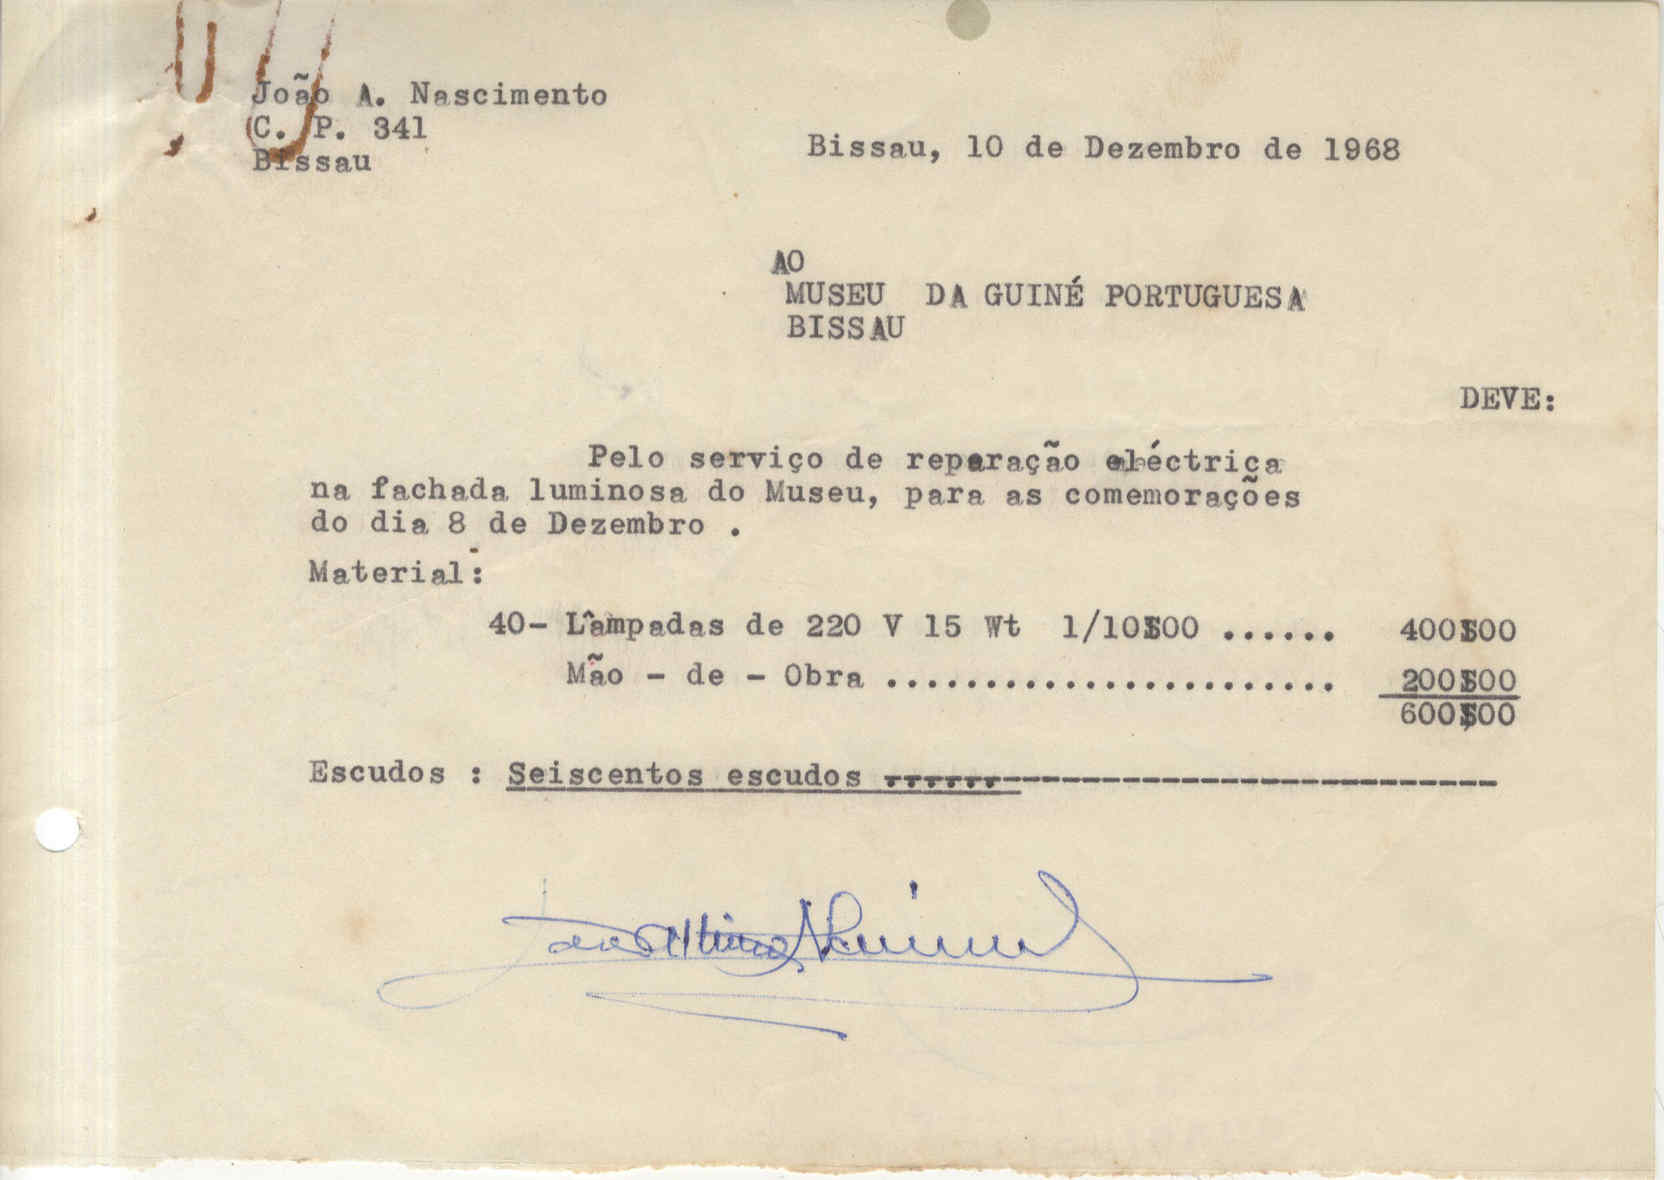 João A. Nascimento
C. P. 341
Bissau
Bissau, 10 de Dezembro de 1968
AO
MUSEU DA GUINÉ PORTUGUESA
BISSAU
DEVE:
Pelo serviço de reparação eléctrica
na fachada luminosa do Museu, para as comemorações
do dia 8 de Dezembro .
Material:
40- Lâmpadas de 220 V 15 Wt 1/10$00 ...... 400$00
Mão - de - Obra ....................... 200$00
600$00
Escudos : Seiscentos escudos ......-------------------------